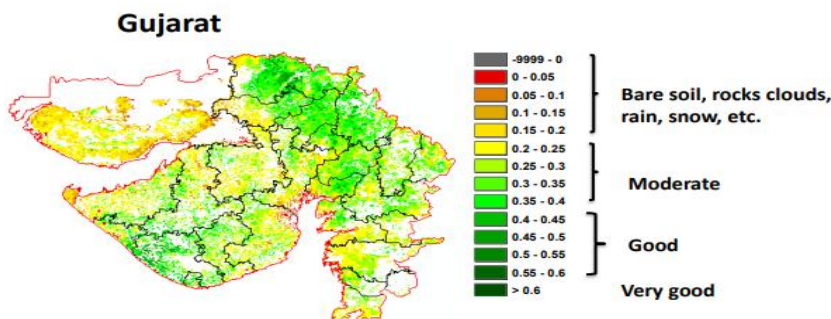 Gujarat
-9999 - 0
0 - 0.05
0.05 - 0.1
0.1 - 0.15
0.15 - 0.2
0.2 - 0.25
0.25 - 0.3
0.3 - 0.35
0.35 - 0.4
0.4 - 0.45
0.45 - 0.5
0.5 - 0.55
0.55 - 0.6
> 0.6
Bare soil, rocks clouds,
rain, snow, etc.
Moderate
Good
Very good